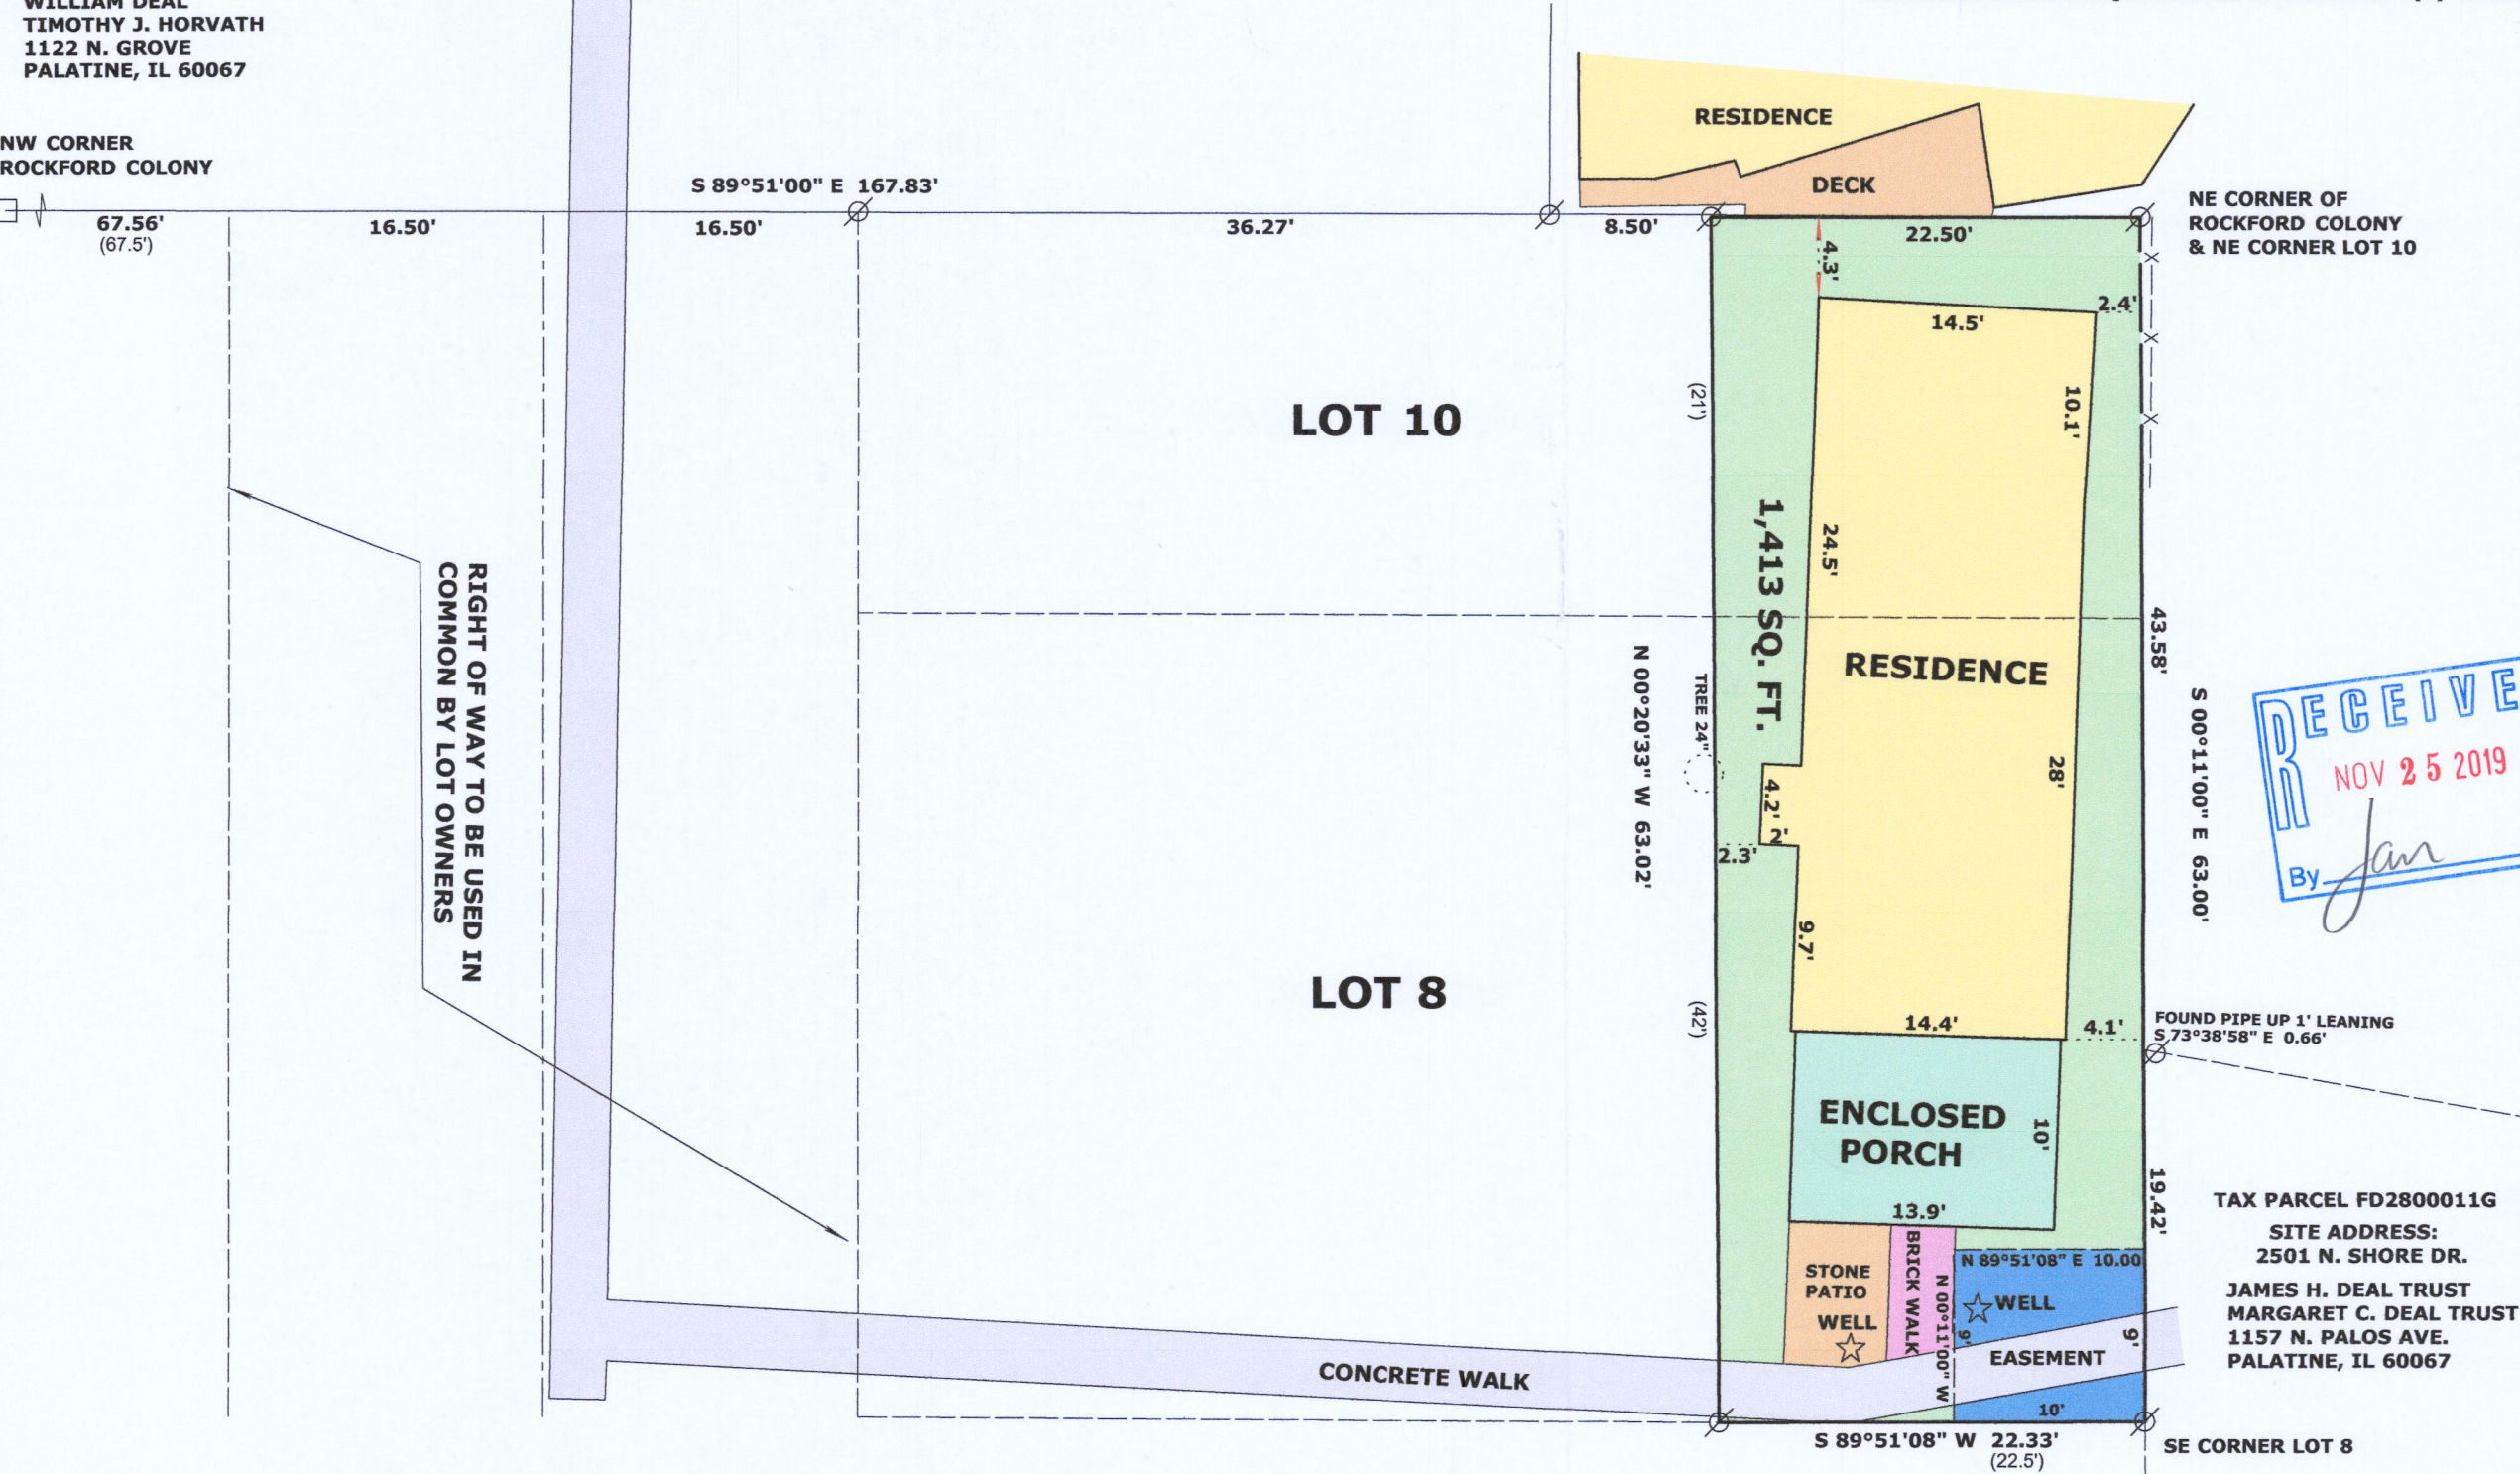 WILLIAM DEAL
TIMOTHY J. HORVATH
1122 N. GROVE
PALATINE, IL 60067
NW CORNER
ROCKFORD COLONY
S 89°51'00" E 167.83'
67.56'
(67.5')
16.50'
16.50'
36.27'
8.50'
22.50'
RESIDENCE
DECK
NE CORNER OF
ROCKFORD COLONY
& NE CORNER LOT 10
4.3'
2.4'
14.5'
10.1'
(21')
LOT 10
24.5'
1,413 SQ. FT.
RESIDENCE
43.58'
S 00°11'00" E 63.00'
RIGHT OF WAY TO BE USED IN
COMMON BY LOT OWNERS
N 00°20'33" W 63.02'
TREE 24"
28'
4.2'
2'
2.3'
9.7'
RECEIVE
NOV 25 2019
By Jan
LOT 8
(42')
14.4'
4.1'
FOUND PIPE UP 1' LEANING
S 73°38'58" E 0.66'
ENCLOSED
PORCH
10'
13.9'
19.42'
TAX PARCEL FD2800011G
SITE ADDRESS:
2501 N. SHORE DR.
JAMES H. DEAL TRUST
MARGARET C. DEAL TRUST
1157 N. PALOS AVE.
PALATINE, IL 60067
STONE
PATIO
WELL
BRICK WALK
N 00°11'00" W
N 89°51'08" E 10.00
WELL
9'
9'
EASEMENT
10'
CONCRETE WALK
S 89°51'08" W 22.33'
(22.5')
SE CORNER LOT 8